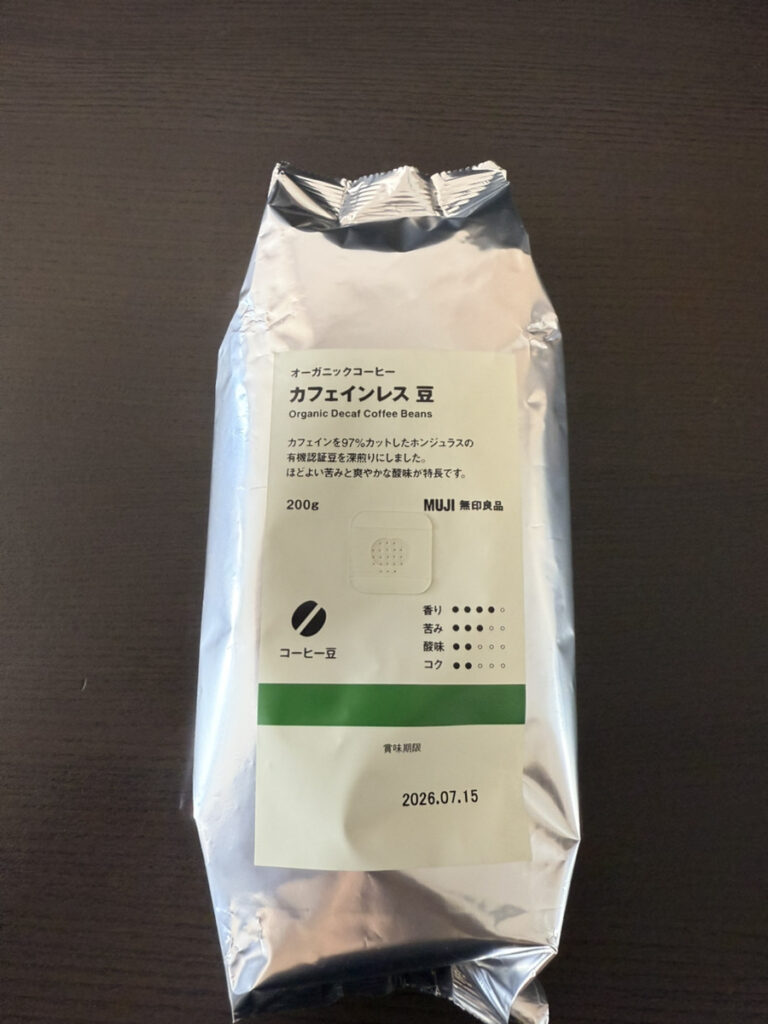 オーガニックコーヒー
カフェインレス 豆
Organic Decaf Coffee Beans
カフェインを97%カットしたホンジュラスの
有機認証豆を深煎りにしました。
ほどよい苦みと爽やかな酸味が特長です。
200g MUJI 無印良品
香り ●●●●○
苦み ●●●○○
酸味 ●●○○○
コク ●●○○○
コーヒー豆
賞味期限
2026.07.15